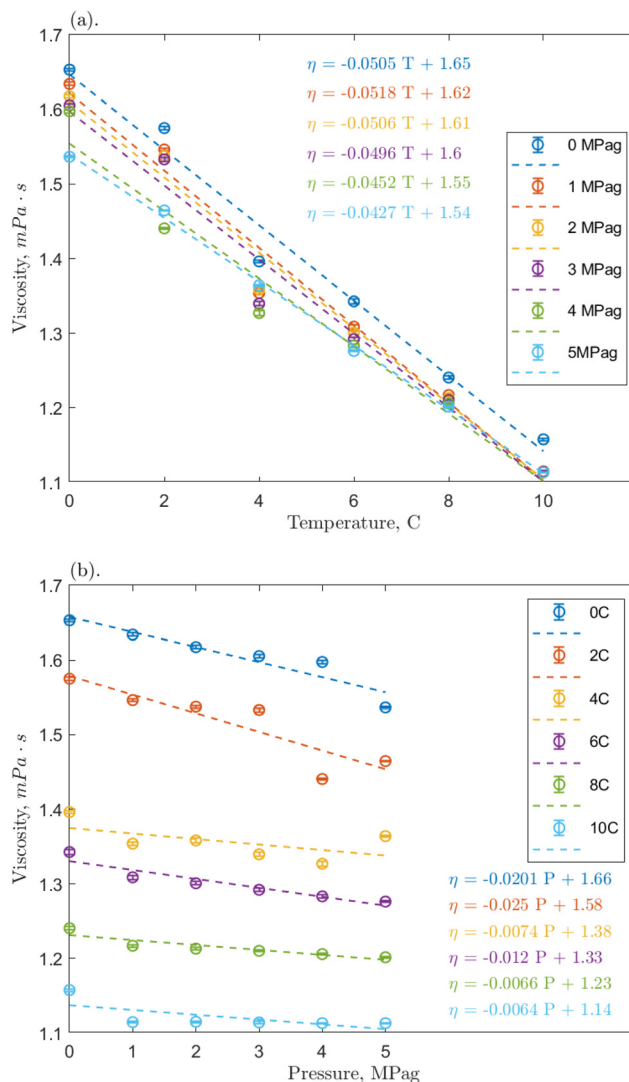 (a).
1.7
1.6
1.5
1.4
1.3
1.2
1.1
Viscosity, mPa · s
η = -0.0505 T + 1.65
η = -0.0518 T + 1.62
η = -0.0506 T + 1.61
η = -0.0496 T + 1.6
η = -0.0452 T + 1.55
η = -0.0427 T + 1.54
0 MPag
1 MPag
2 MPag
3 MPag
4 MPag
5MPag
0 2 4 6 8 10
Temperature, C
(b).
1.7
1.6
1.5
1.4
1.3
1.2
1.1
Viscosity, mPa · s
0C
2C
4C
6C
8C
10C
η = -0.0201 P + 1.66
η = -0.025 P + 1.58
η = -0.0074 P + 1.38
η = -0.012 P + 1.33
η = -0.0066 P + 1.23
η = -0.0064 P + 1.14
0 1 2 3 4 5
Pressure, MPag